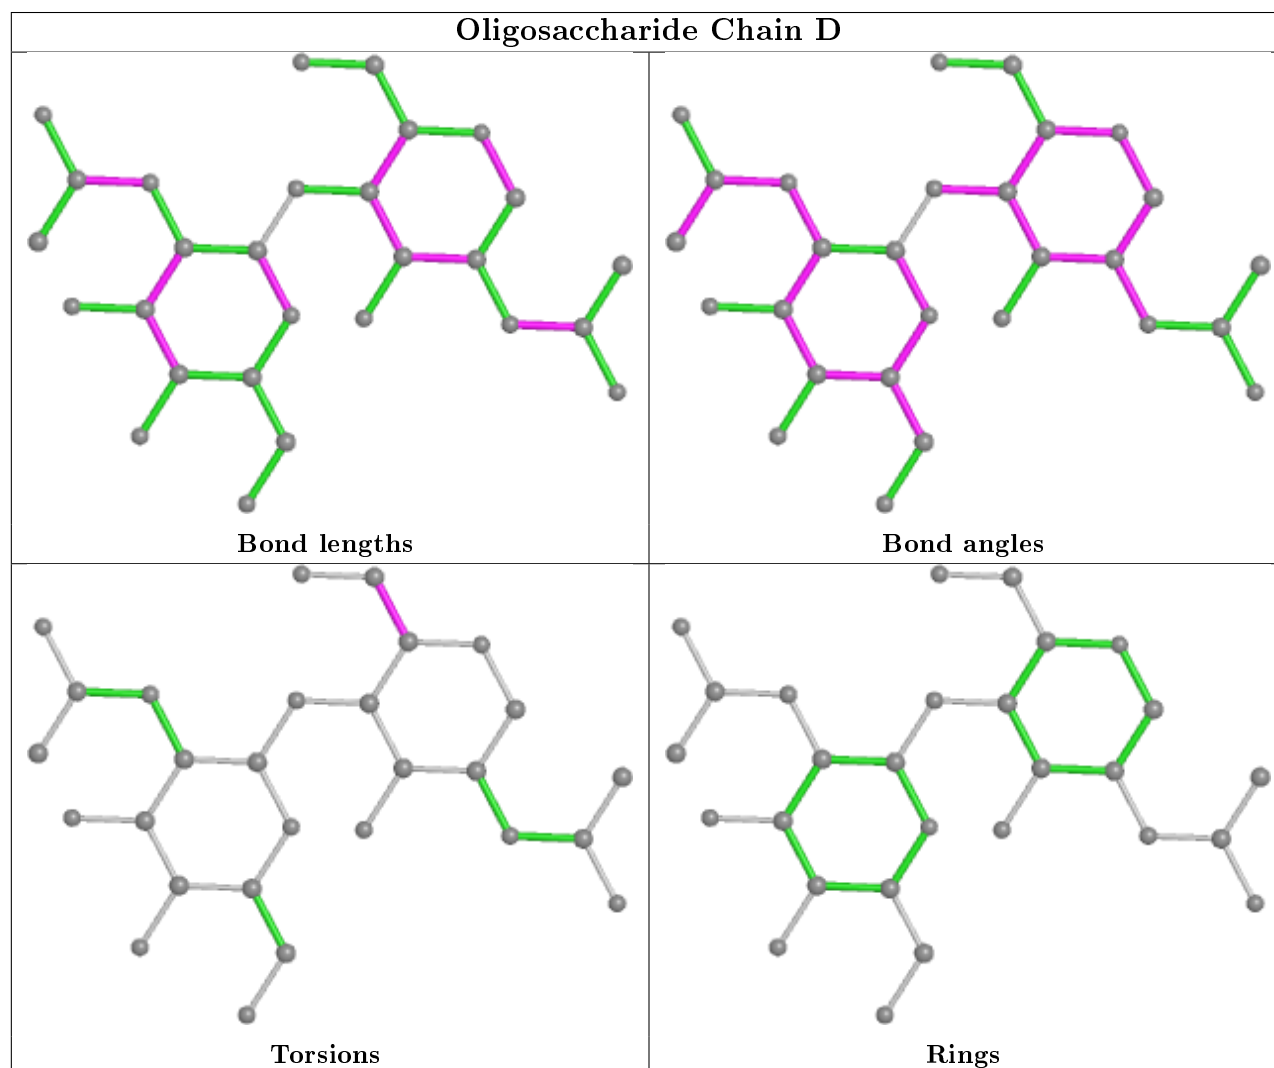 Oligosaccharide Chain D
Bond lengths
Bond angles
Torsions
Rings